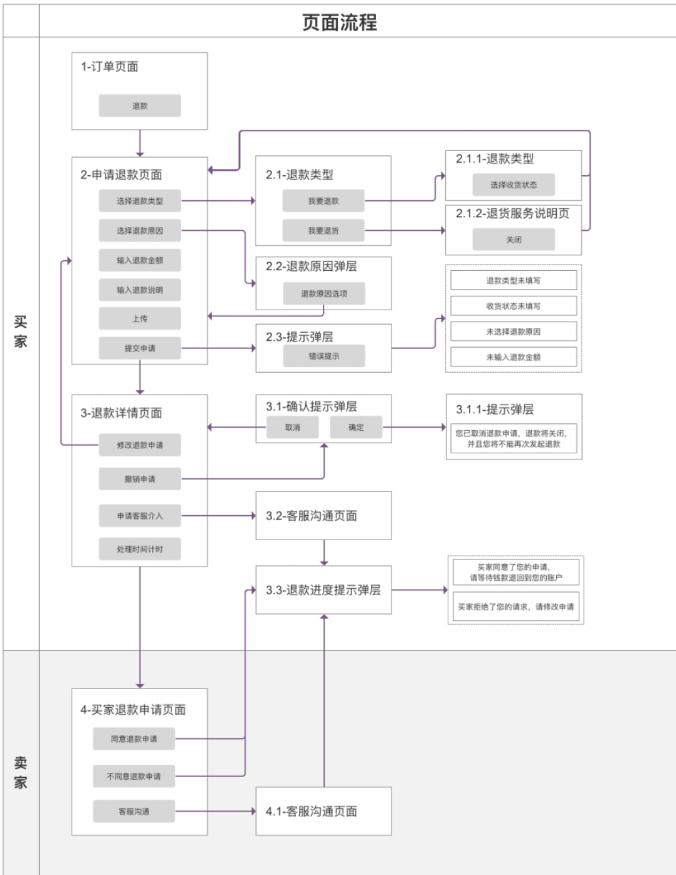 页面流程
买家
1-订单页面
退款
2-申请退款页面
选择退款类型
选择退款原因
输入退款金额
输入退款说明
上传
提交申请
2.1-退款类型
我要退款
我要退货
2.1.1-退款类型
选择收货状态
2.1.2-退货服务说明页
关闭
2.2-退款原因弹层
退款原因选项
2.3-提示弹层
错误提示
退款类型未填写
收货状态未填写
未选择退款原因
未输入退款金额
3-退款详情页面
修改退款申请
撤销申请
申请客服介入
处理时间计时
3.1-确认提示弹层
取消
确定
3.1.1-提示弹层
您已取消退款申请，退款将关闭，
并且您将不能再次发起退款
3.2-客服沟通页面
3.3-退款进度提示弹层
买家同意了您的申请，
请等待钱款退回到您的账户
买家拒绝了您的请求，请修改申请
卖家
4-买家退款申请页面
同意退款申请
不同意退款申请
客服沟通
4.1-客服沟通页面